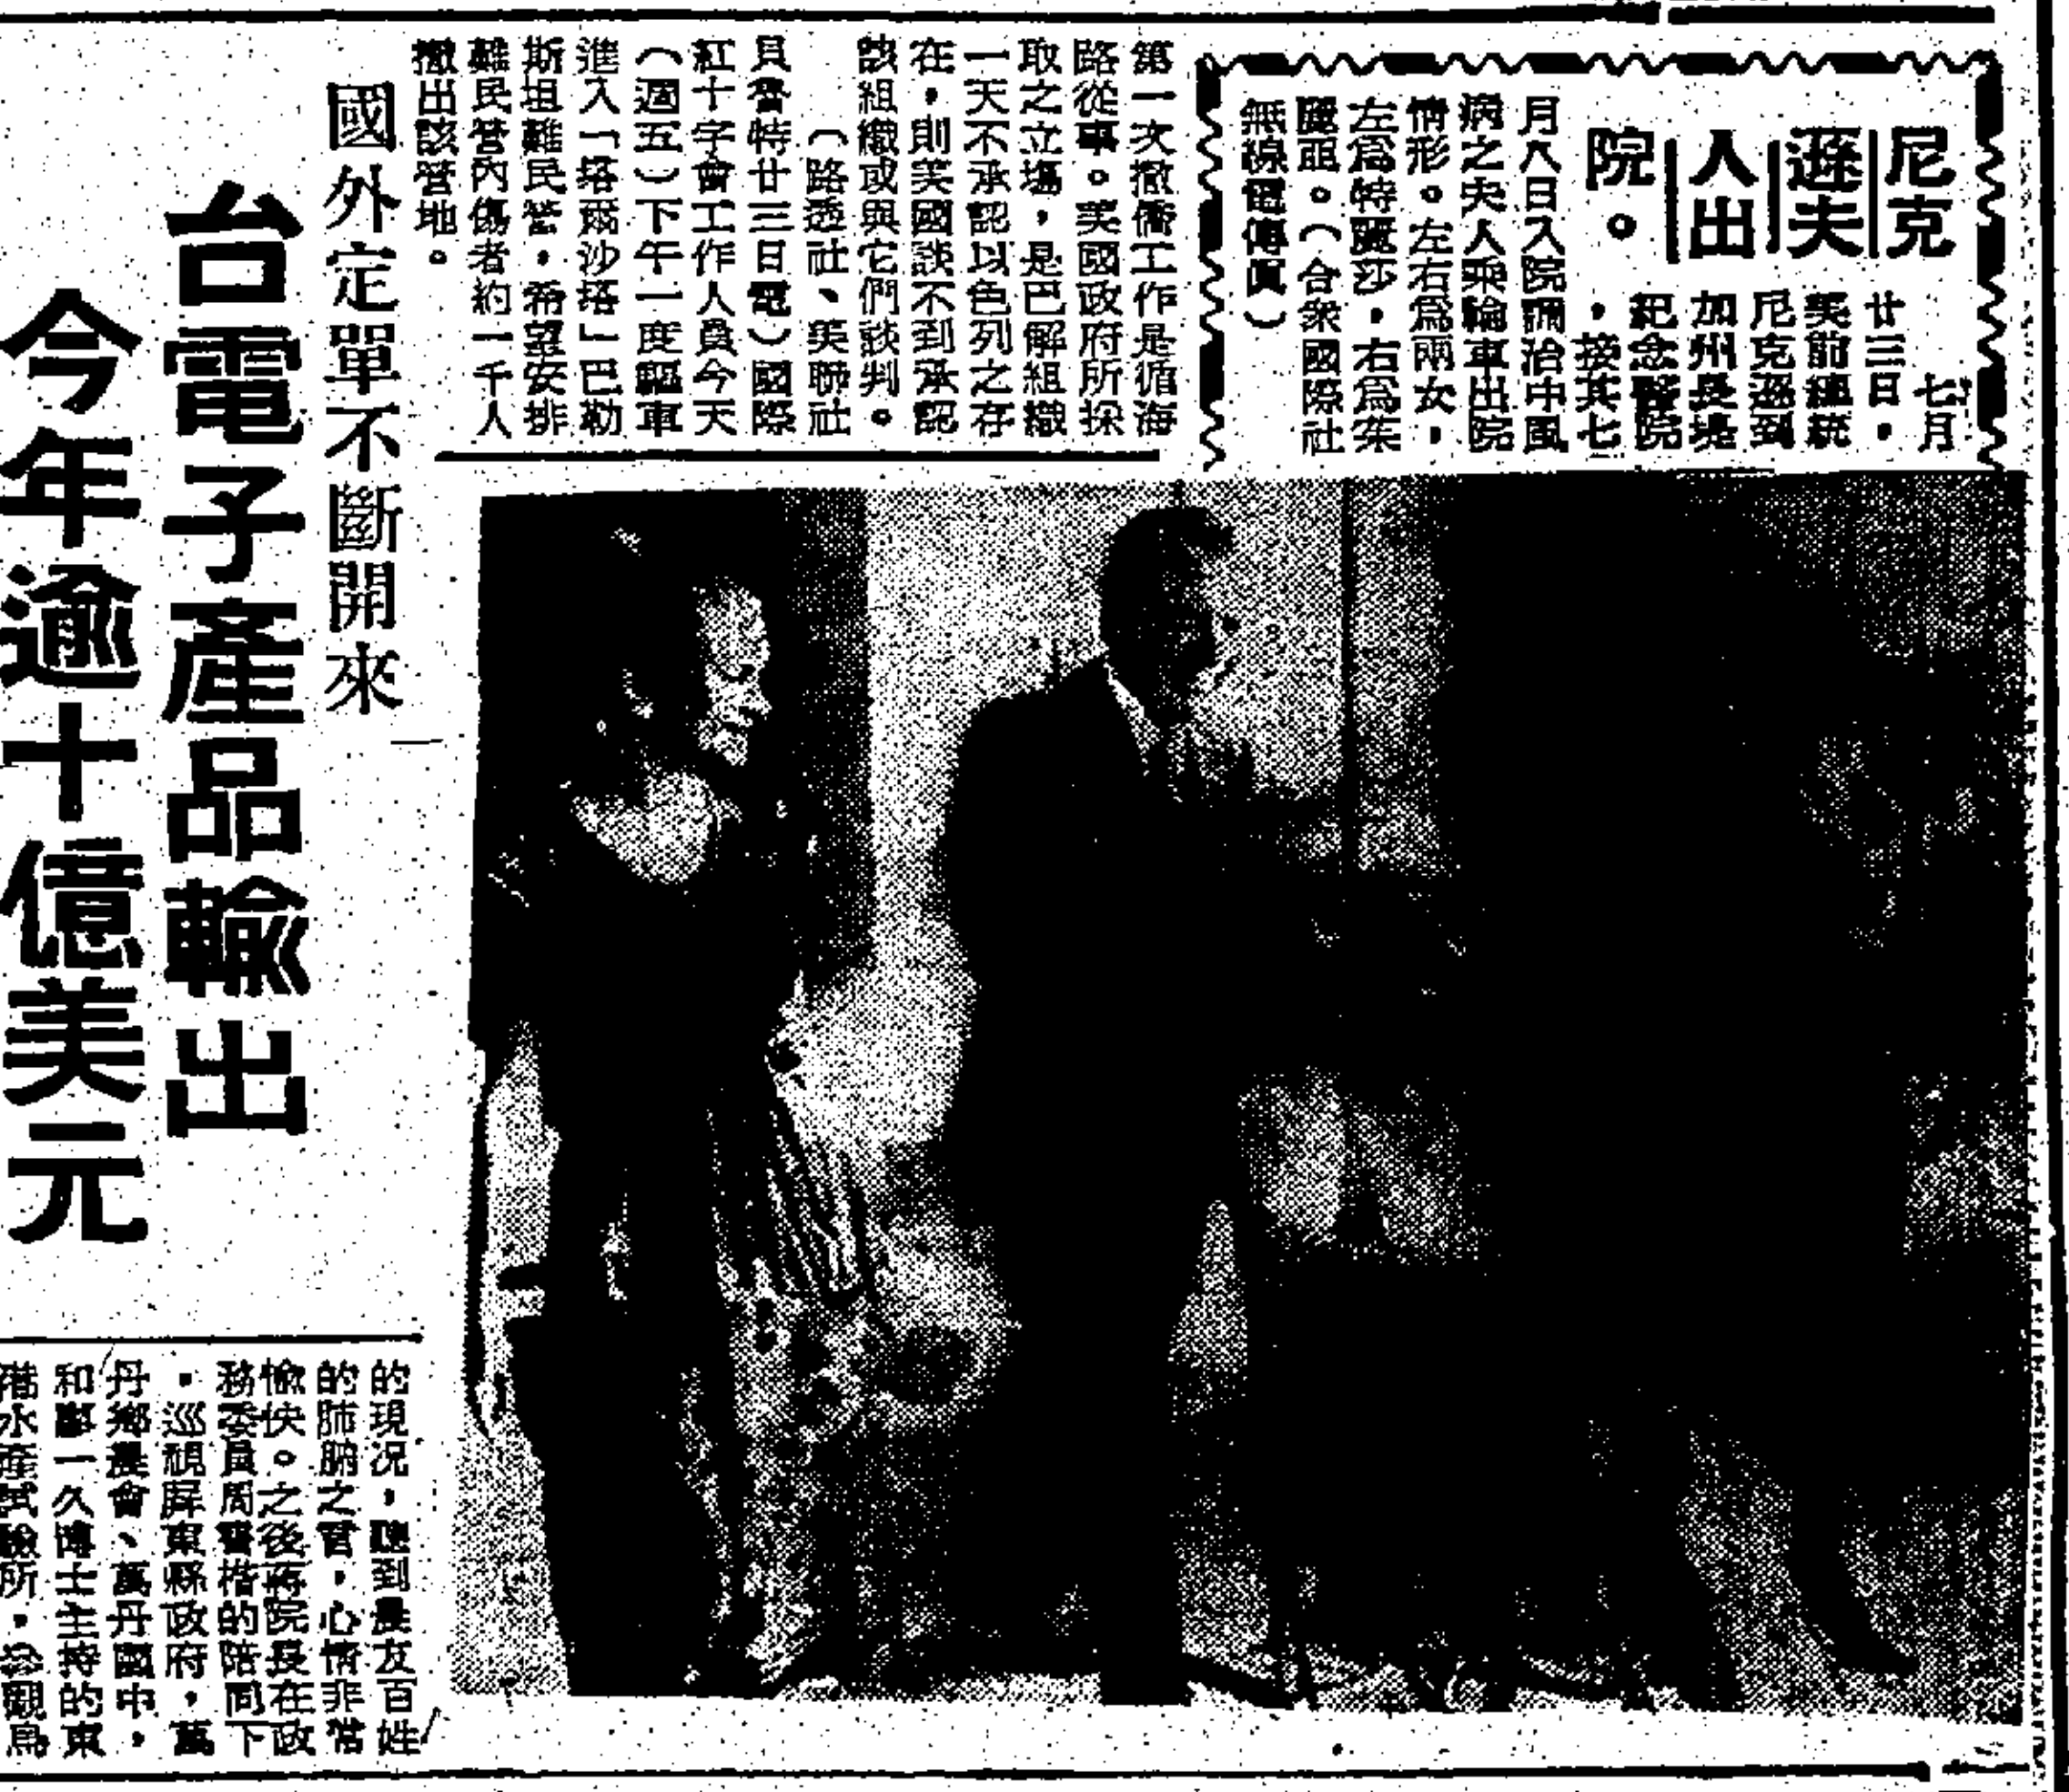 尼克
遜夫
人出
院。
七月
廿三日，
美前總統
尼克遜到
加州長堤
紀念醫院
，接其七
月八日入院調治中風
病之夫人乘輪車出院
情形。左右為兩女，
左為特麗莎，右為茱
麗亞。（合衆國際社
無線電傳真）
第一次撤僑工作是循海
路從事。美國政府所採
取之立塲，是巴解組織
一天不承認以色列之存
在，則美國談不到承認
該組織或與它們談判。
（路透社、美聯社
貝魯特廿三日電）國際
紅十字會工作人員今天
（週五）下午一度驅車
進入「塔爾沙塔」巴勒
斯坦難民營，希望安排
難民營內傷者約一千人
撤出該營地。
國外定單不斷開來
台電子產品輸出
今年逾十億美元
的現況，聽到農友百姓
的肺腑之言，心情非常
愉快。之後蔣院長在政
務委員周書楷的陪同下
，巡視屏東縣政府，萬
丹鄉農會、萬丹國中，
和廖一久博士主持的東
港水產試驗所，參觀烏